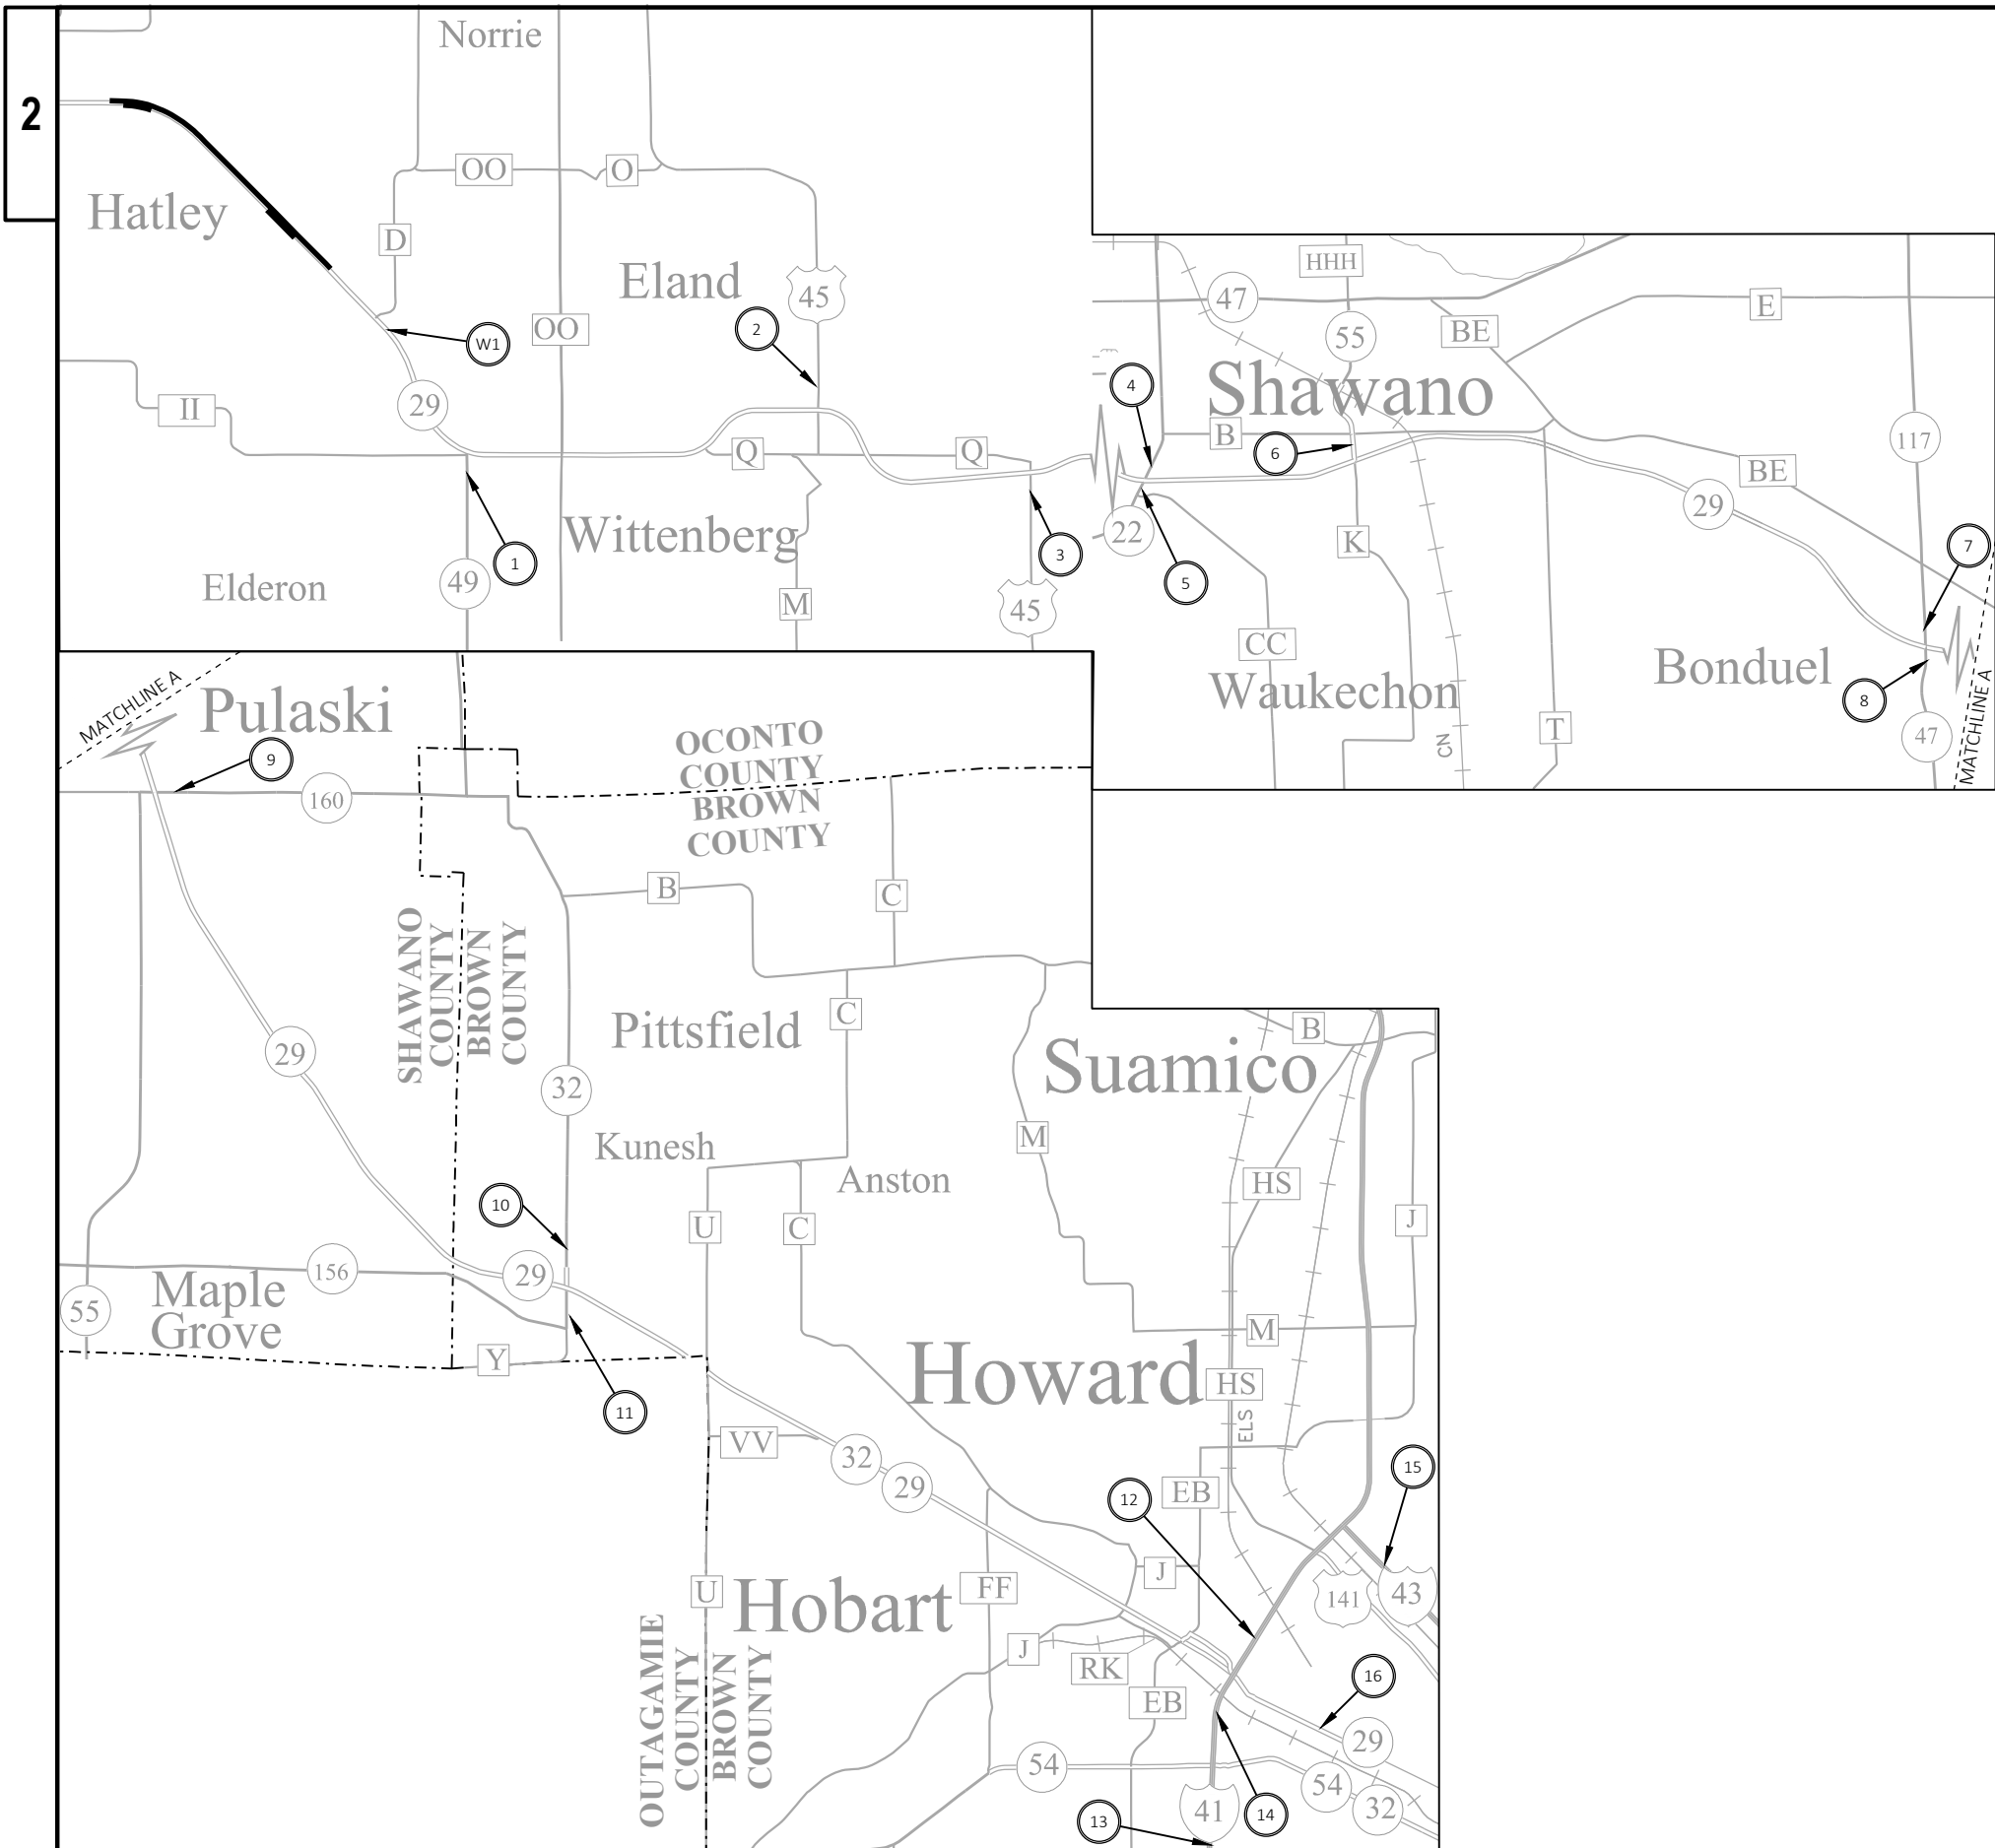 2
Norrie
OO
O
Hatley
D
Eland
45
OO
2
W1
II
29
Q
Q
Wittenberg
1
3
Elderon
49
M
45
HHH
47
55
BE
E
4
Shawano
B
6
117
BE
29
22
K
5
7
CC
Waukechon
Bonduel
8
T
CN
47
MATCHLINE A
MATCHLINE A
Pulaski
9
160
OCONTO
COUNTY
BROWN
COUNTY
B
C
SHAWANO
COUNTY
BROWN
COUNTY
Pittsfield
C
29
32
Suamico
B
Kunesh
M
Anston
HS
J
10
U
C
156
29
Maple
Grove
55
Y
11
M
Howard
HS
ELS
VV
32
29
12
EB
15
J
141
43
U
Hobart
FF
J
RK
EB
16
OUTAGAMIE
COUNTY
BROWN
COUNTY
29
54
54
32
41
14
13